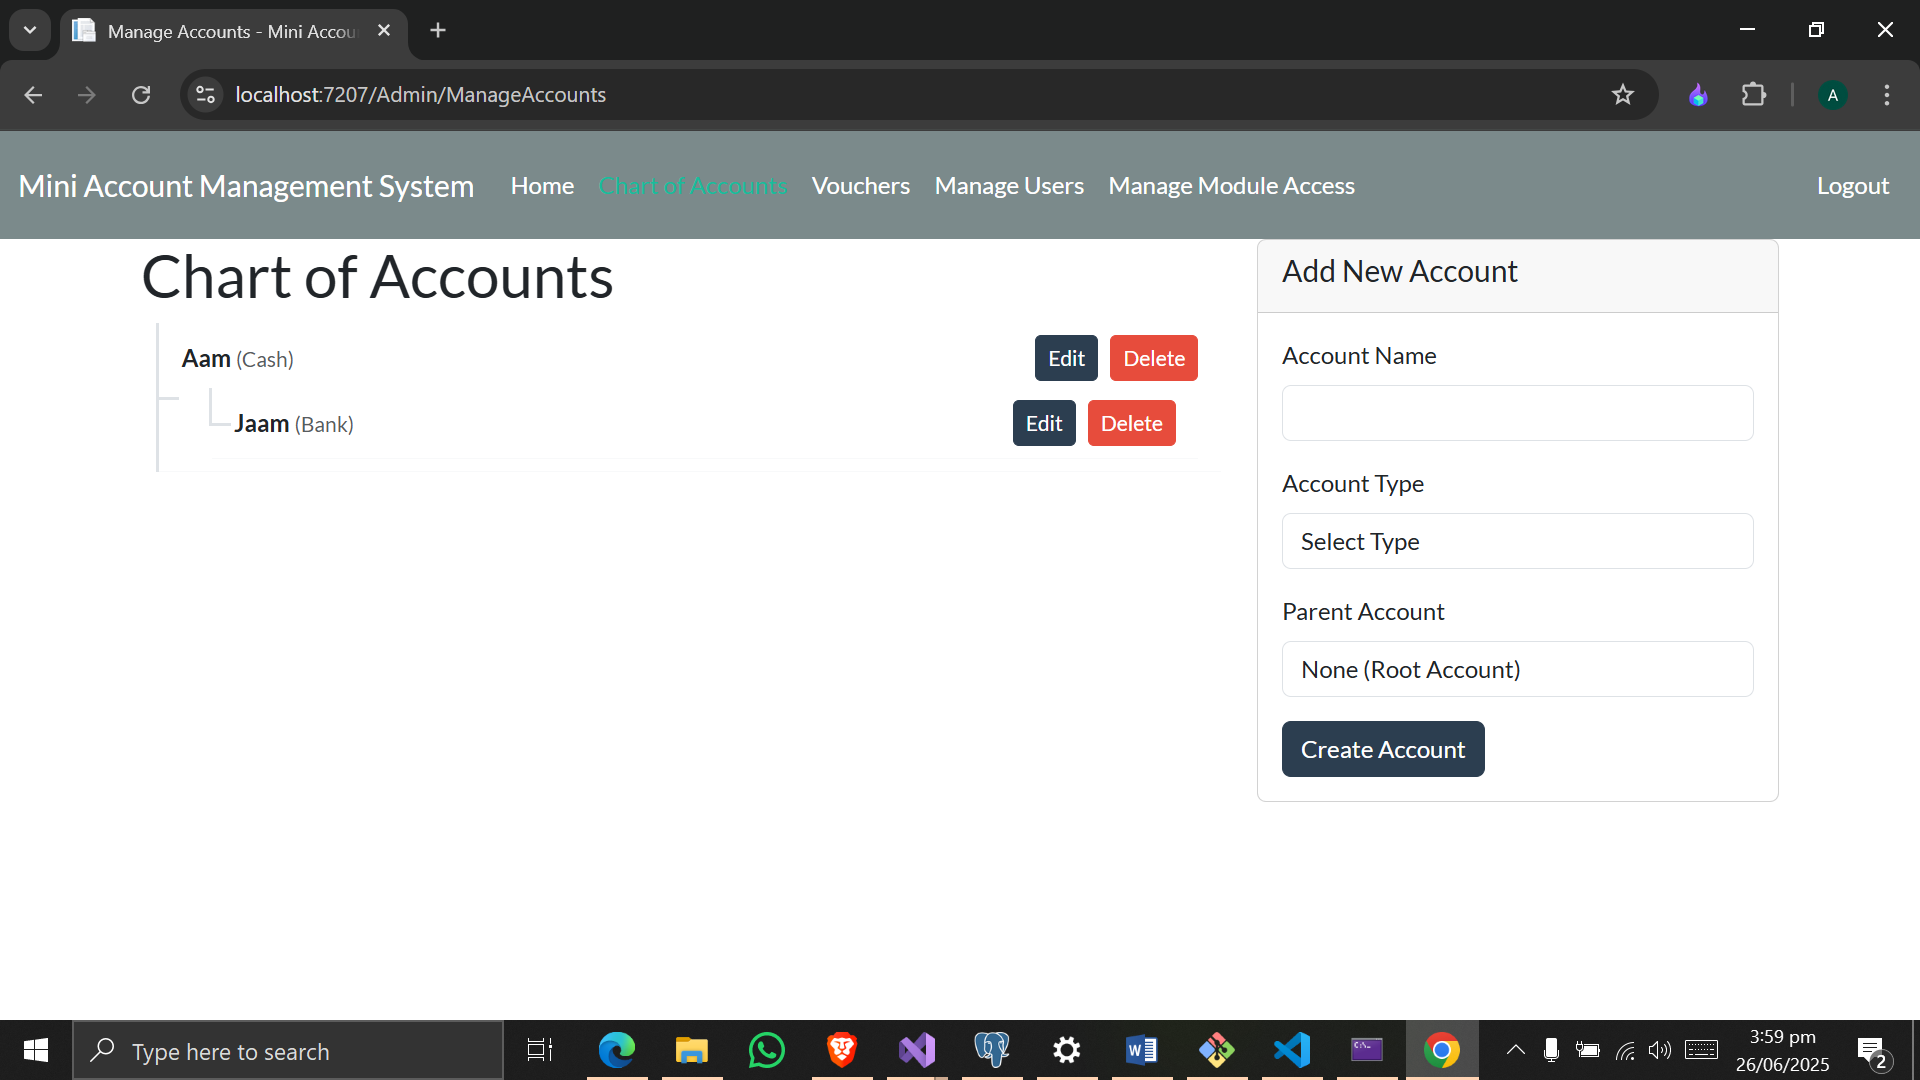 Manage Accounts - Mini Accou
localhost:7207/Admin/ManageAccounts
A
Mini Account Management System Home Chart of Accounts Vouchers Manage Users Manage Module Access Logout
Chart of Accounts
Aam (Cash) Edit Delete
Jaam (Bank) Edit Delete
Add New Account
Account Name
Account Type
Select Type
Parent Account
None (Root Account)
Create Account
Type here to search
3:59 pm
26/06/2025
2